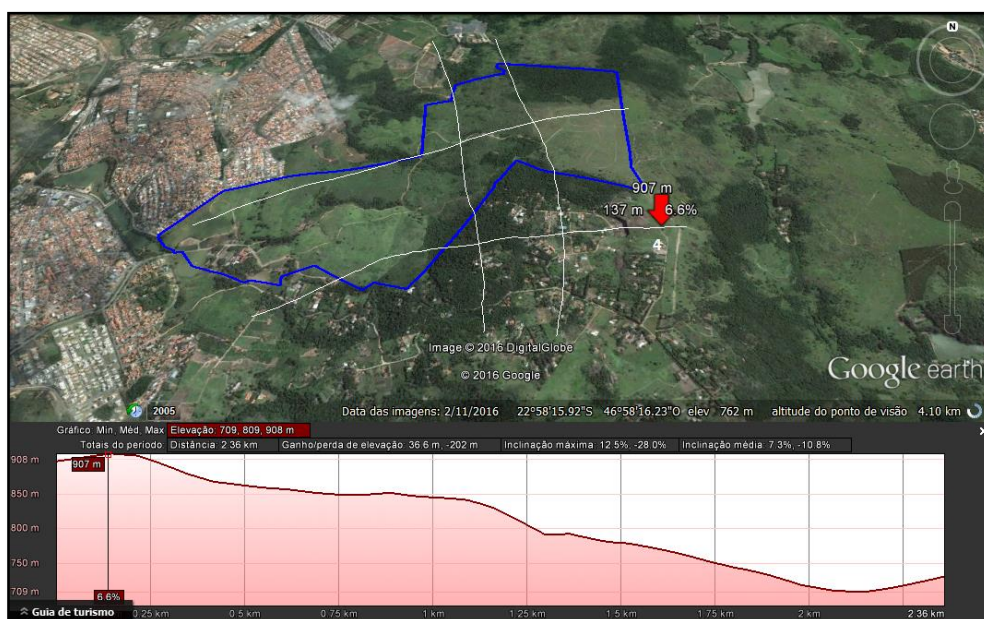 N
907 m
137 m 6.6%
4
Image © 2016 DigitalGlobe
© 2016 Google
Google earth
2005
Data das imagens: 2/11/2016 22°58'15.92"S 46°58'16.23"O elev 762 m altitude do ponto de visão 4.10 km
Gráfico: Mín, Méd, Max Elevação: 709, 809, 908 m
Totais do período: Distância: 2.36 km Ganho/perda de elevação: 36.6 m, -202 m Inclinação máxima: 12.5%, -28.0% Inclinação média: 7.3%, -10.8%
908 m
907 m
850 m
800 m
750 m
709 m
6.6%
Guia de turismo 0.25 km 0.5 km 0.75 km 1 km 1.25 km 1.5 km 1.75 km 2 km 2.36 km